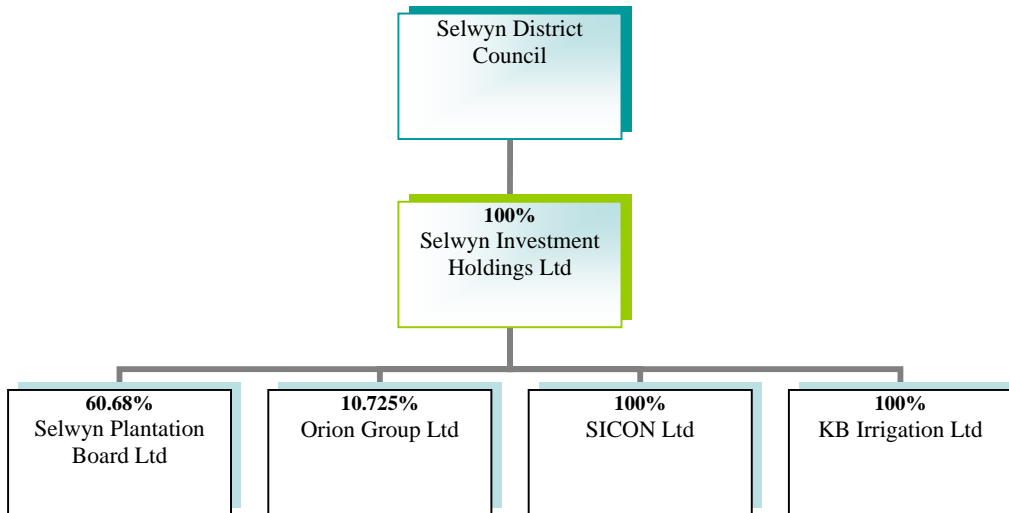 Selwyn District
Council
100%
Selwyn Investment
Holdings Ltd
60.68%
Selwyn Plantation
Board Ltd
10.725%
Orion Group Ltd
100%
SICON Ltd
100%
KB Irrigation Ltd